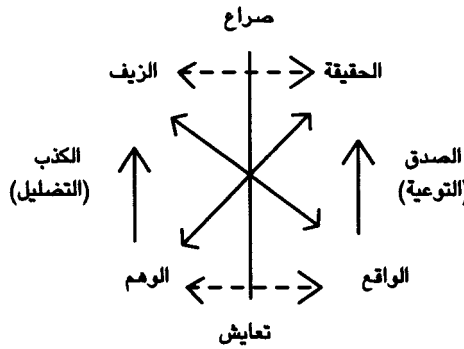 صراع
الحقيقة
الزيف
الصدق
(التوعية)
الكذب
(التضليل)
الواقع
الوهم
تعايش